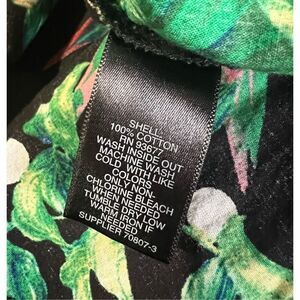 SHELL:
100% COTTON
RN 93677
WASH INSIDE OUT
MACHINE WASH
COLD WITH LIKE
COLORS
ONLY NON-
CHLORINE BLEACH
WHEN NEEDED
TUMBLE DRY LOW
WARM IRON IF
NEEDED
SUPPLIER 70807-3